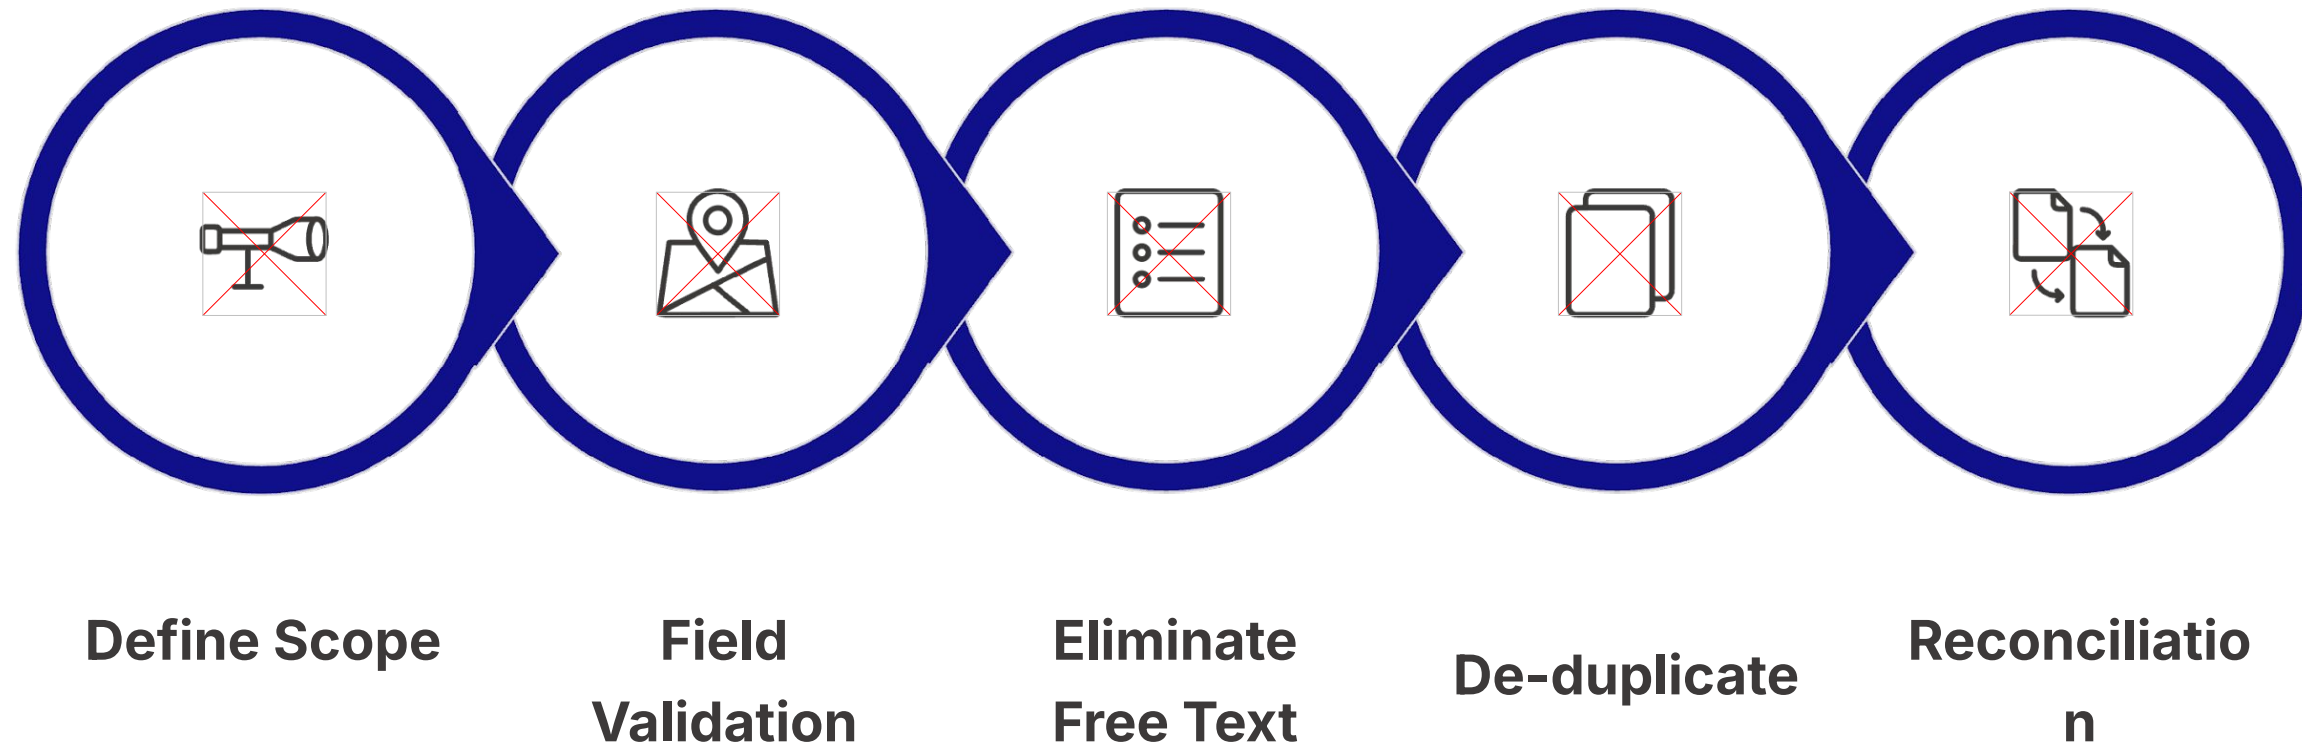 Define Scope
Field
Validation
Eliminate
Free Text
De-duplicate
Reconciliatio
n